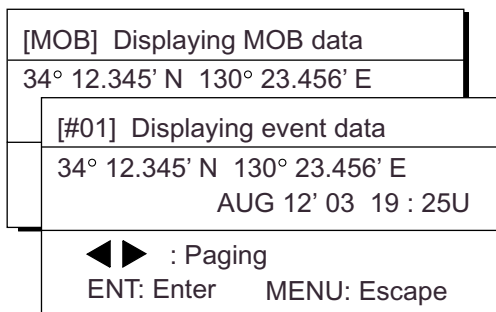 [MOB] Displaying MOB data
34° 12.345’ N 130° 23.456’ E
[#01] Displaying event data
34° 12.345’ N 130° 23.456’ E
AUG 12’ 03 19 : 25U
◀ ▶ : Paging
ENT: Enter MENU: Escape